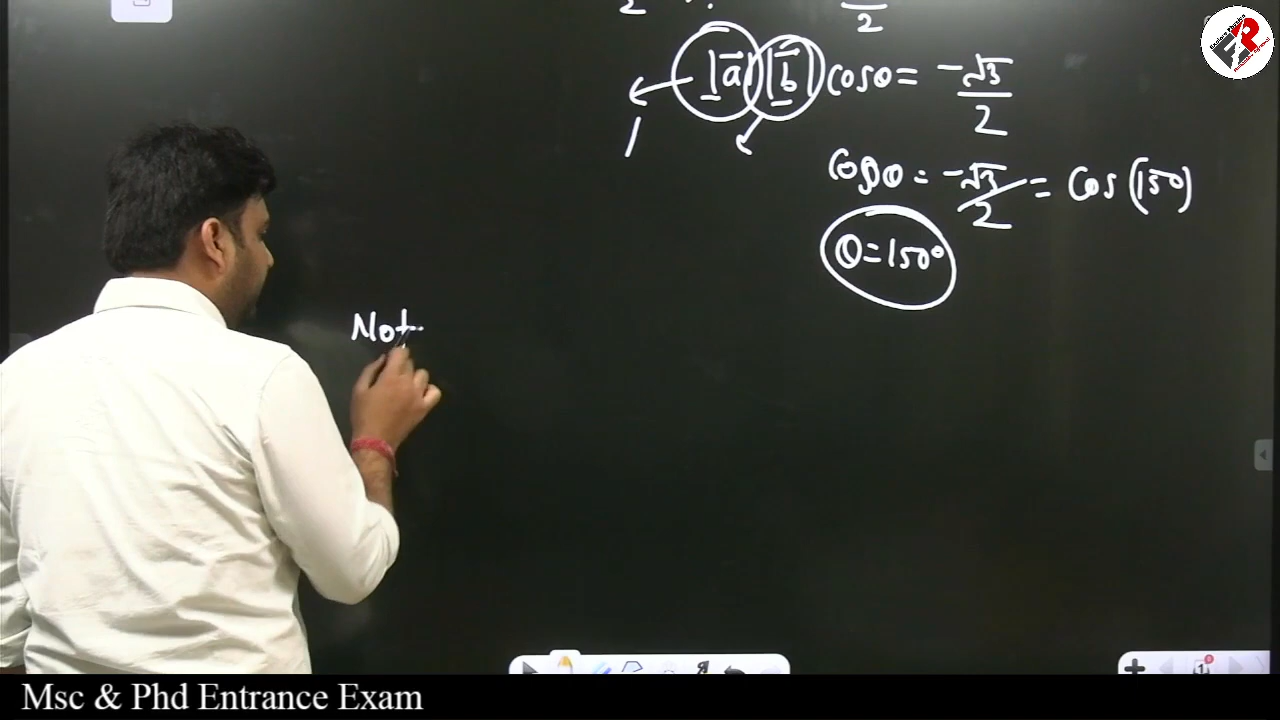 |a⃗| |b⃗| cosθ = -√3/2
1
cosθ = -√3/2 = cos(150)
θ=150°
Not
Msc & Phd Entrance Exam